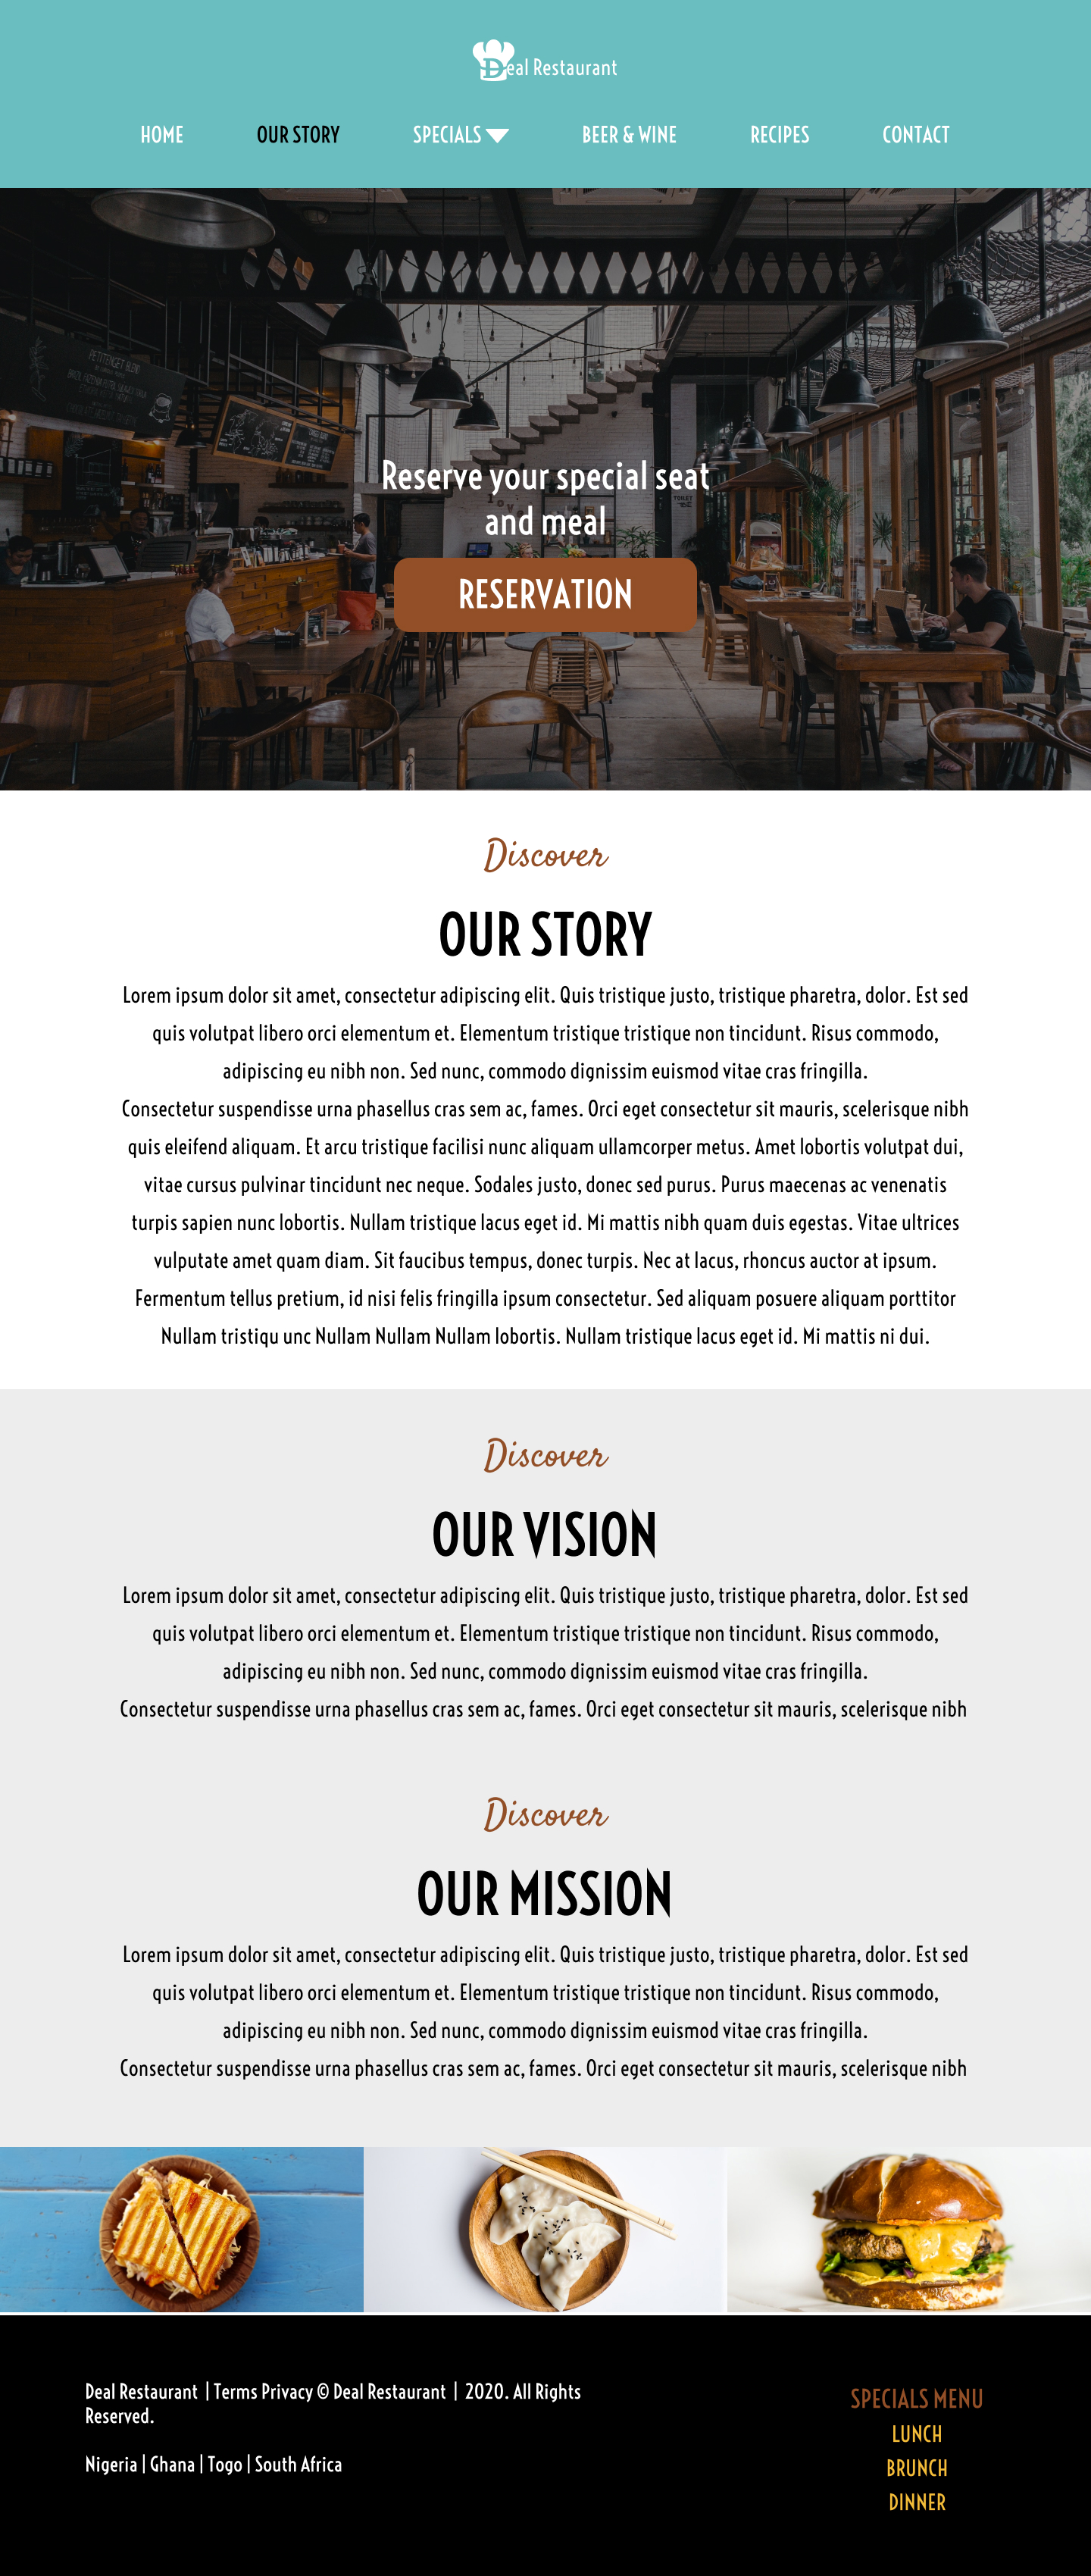 Deal Restaurant
HOME OUR STORY SPECIALS BEER & WINE RECIPES CONTACT
PETITENGET BLEND
TOILET
Reserve your special seat
and meal
RESERVATION
Discover
OUR STORY
Lorem ipsum dolor sit amet, consectetur adipiscing elit. Quis tristique justo, tristique pharetra, dolor. Est sed
quis volutpat libero orci elementum et. Elementum tristique tristique non tincidunt. Risus commodo,
adipiscing eu nibh non. Sed nunc, commodo dignissim euismod vitae cras fringilla.
Consectetur suspendisse urna phasellus cras sem ac, fames. Orci eget consectetur sit mauris, scelerisque nibh
quis eleifend aliquam. Et arcu tristique facilisi nunc aliquam ullamcorper metus. Amet lobortis volutpat dui,
vitae cursus pulvinar tincidunt nec neque. Sodales justo, donec sed purus. Purus maecenas ac venenatis
turpis sapien nunc lobortis. Nullam tristique lacus eget id. Mi mattis nibh quam duis egestas. Vitae ultrices
vulputate amet quam diam. Sit faucibus tempus, donec turpis. Nec at lacus, rhoncus auctor at ipsum.
Fermentum tellus pretium, id nisi felis fringilla ipsum consectetur. Sed aliquam posuere aliquam porttitor
Nullam tristiqu unc Nullam Nullam Nullam lobortis. Nullam tristique lacus eget id. Mi mattis ni dui.
Discover
OUR VISION
Lorem ipsum dolor sit amet, consectetur adipiscing elit. Quis tristique justo, tristique pharetra, dolor. Est sed
quis volutpat libero orci elementum et. Elementum tristique tristique non tincidunt. Risus commodo,
adipiscing eu nibh non. Sed nunc, commodo dignissim euismod vitae cras fringilla.
Consectetur suspendisse urna phasellus cras sem ac, fames. Orci eget consectetur sit mauris, scelerisque nibh
Discover
OUR MISSION
Lorem ipsum dolor sit amet, consectetur adipiscing elit. Quis tristique justo, tristique pharetra, dolor. Est sed
quis volutpat libero orci elementum et. Elementum tristique tristique non tincidunt. Risus commodo,
adipiscing eu nibh non. Sed nunc, commodo dignissim euismod vitae cras fringilla.
Consectetur suspendisse urna phasellus cras sem ac, fames. Orci eget consectetur sit mauris, scelerisque nibh
Deal Restaurant | Terms Privacy © Deal Restaurant | 2020. All Rights
Reserved.
Nigeria | Ghana | Togo | South Africa
SPECIALS MENU
LUNCH
BRUNCH
DINNER